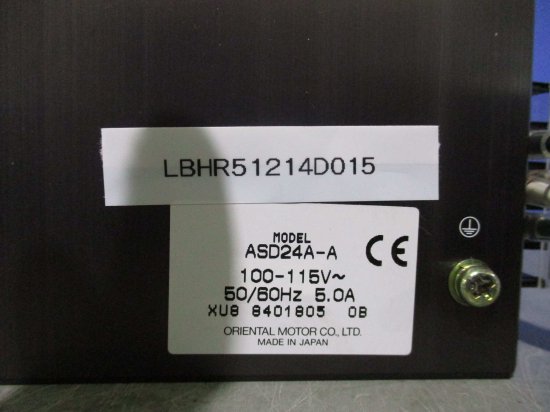 LBHR51214D015
MODEL
ASD24A-A
CE
100-115V~
50/60Hz 5.0A
XU8 8401805 0B
ORIENTAL MOTOR CO., LTD.
MADE IN JAPAN